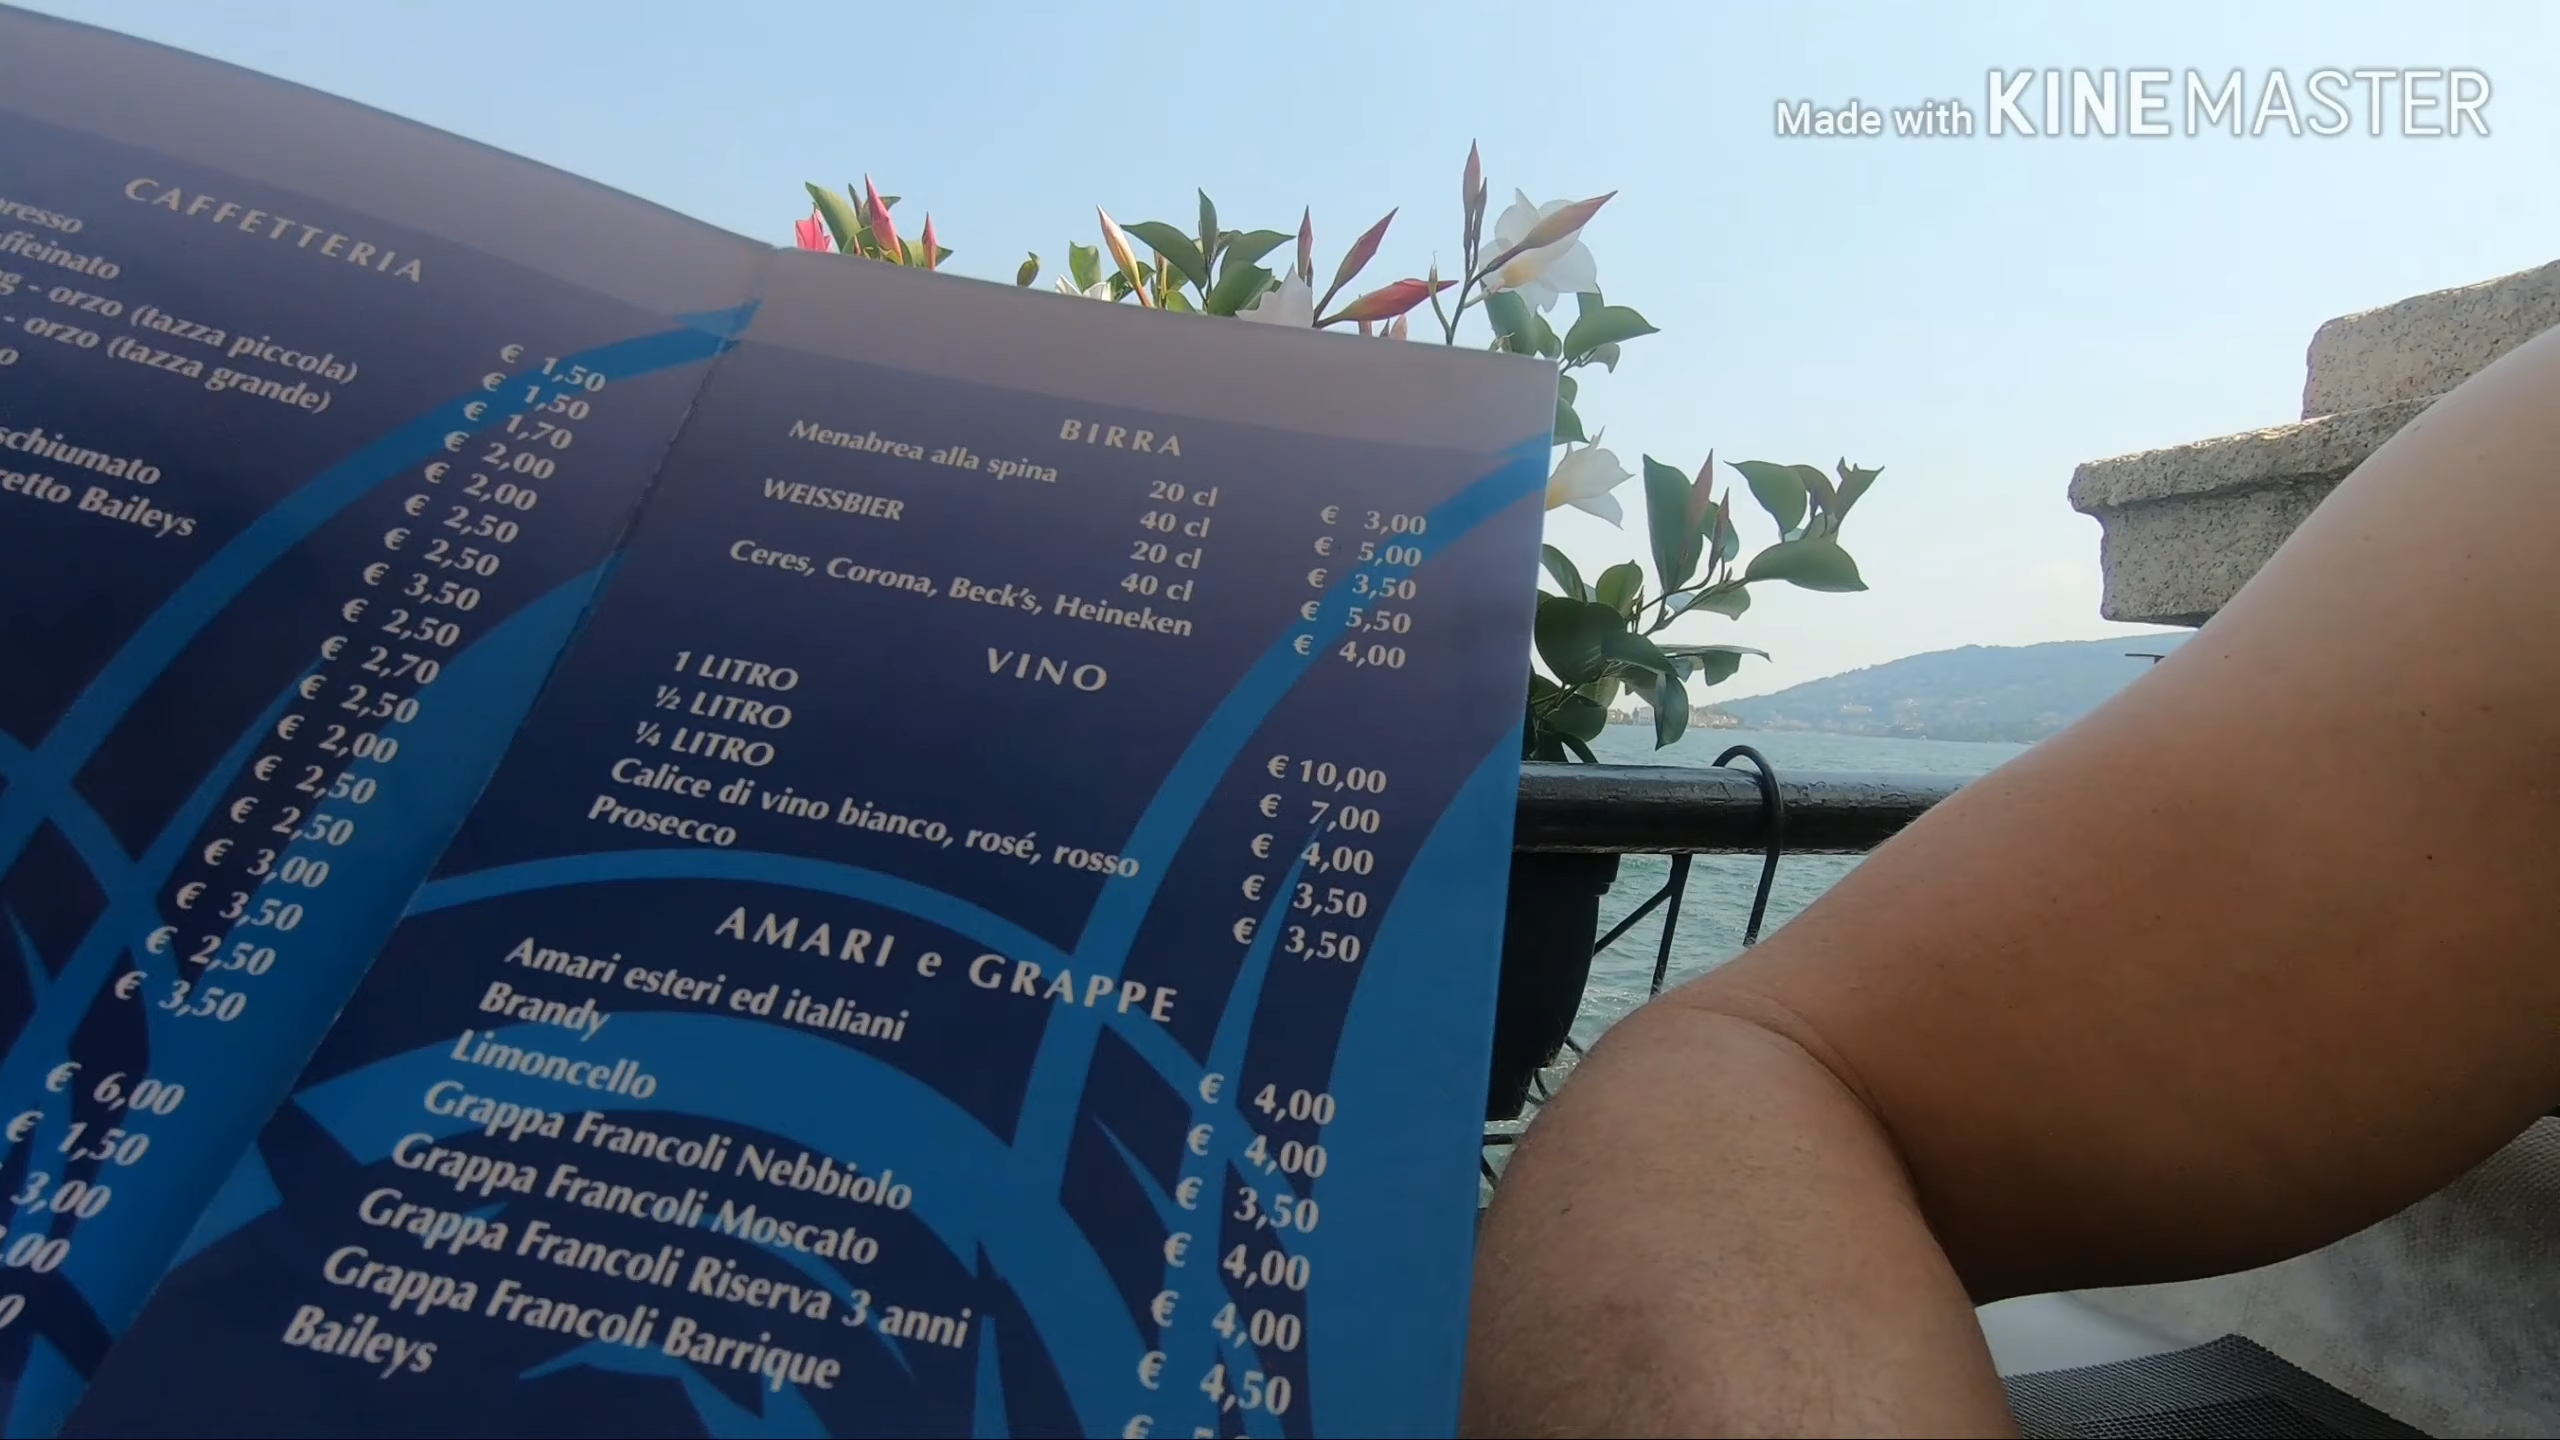 Made with KINEMASTER
CAFFETTERIA
orzo (tazza piccola)
- orzo (tazza grande)
Baileys
€ 1,50
€ 1,50
€ 1,70
€ 2,00
€ 2,00
€ 2,50
€ 2,50
€ 3,50
€ 2,50
€ 2,70
€ 2,50
€ 2,00
€ 2,50
€ 2,50
€ 3,00
€ 3,50
€ 2,50
€ 3,50
€ 6,00
€ 1,50
3,00
BIRRA
Menabrea alla spina 20 cl € 3,00
40 cl € 5,00
WEISSBIER 20 cl € 3,50
40 cl € 5,50
Ceres, Corona, Beck's, Heineken € 4,00
VINO
1 LITRO € 10,00
½ LITRO € 7,00
¼ LITRO € 4,00
Calice di vino bianco, rosé, rosso € 3,50
Prosecco € 3,50
AMARI e GRAPPE
Amari esteri ed italiani € 4,00
Brandy € 4,00
Limoncello € 3,50
Grappa Francoli Nebbiolo € 4,00
Grappa Francoli Moscato € 4,00
Grappa Francoli Riserva 3 anni € 4,50
Grappa Francoli Barrique €
Baileys